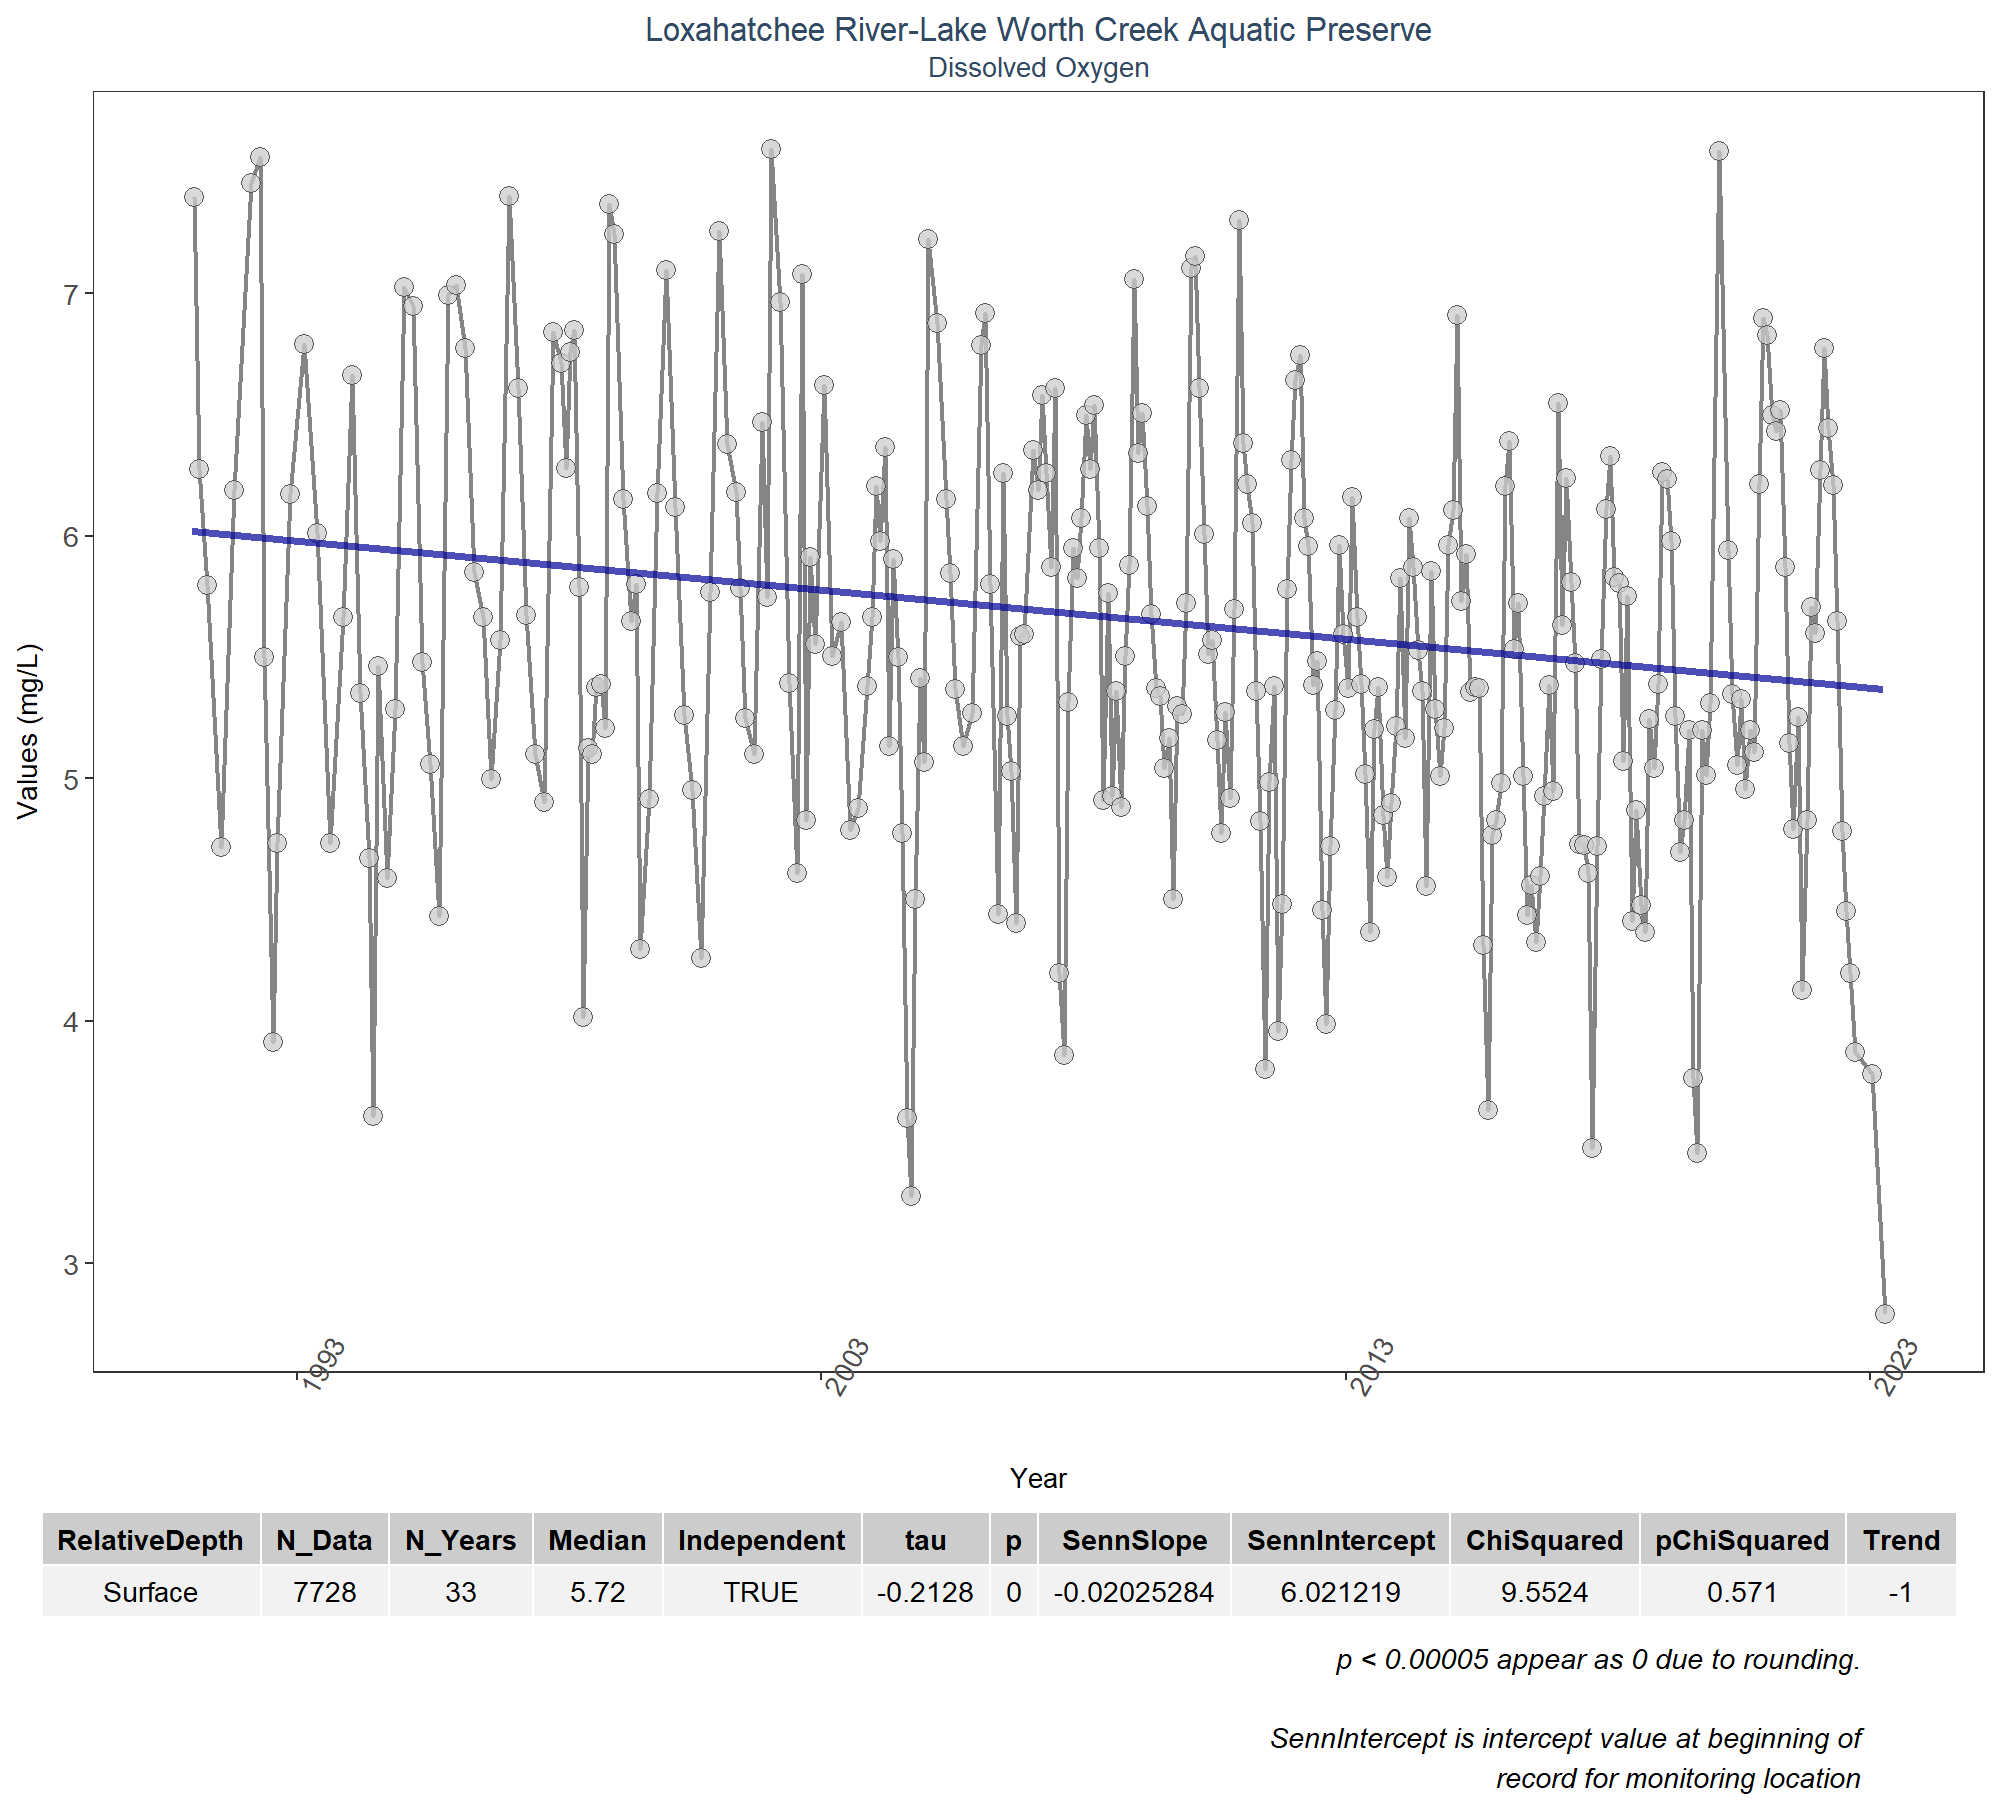 Loxahatchee River-Lake Worth Creek Aquatic Preserve
Dissolved Oxygen
Values (mg/L)
7
6
5
4
3
1993
2003
2013
2023
Year
RelativeDepth N_Data N_Years Median Independent tau p SennSlope SennIntercept ChiSquared pChiSquared Trend
Surface 7728 33 5.72 TRUE -0.2128 0 -0.02025284 6.021219 9.5524 0.571 -1
p < 0.00005 appear as 0 due to rounding.
SennIntercept is intercept value at beginning of
record for monitoring location